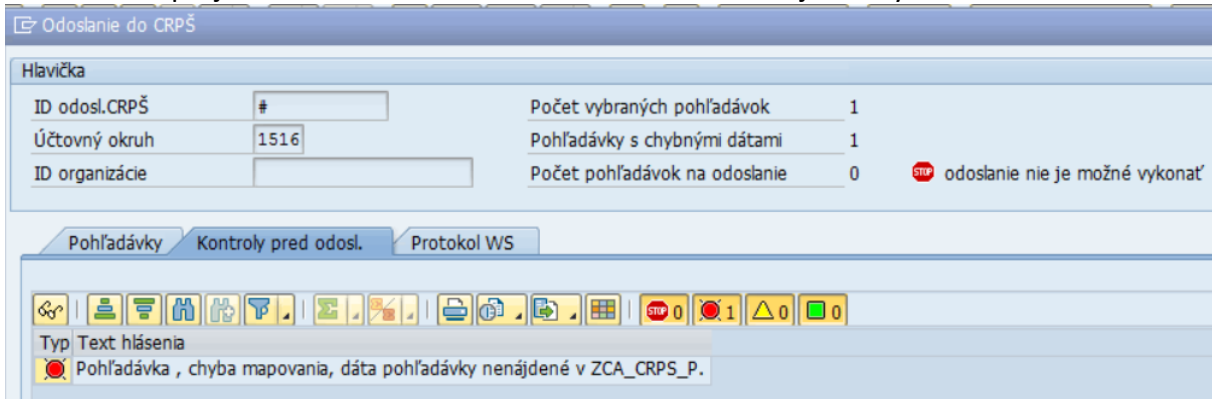 Odoslanie do CRPŠ
Hlavička
ID odosl.CRPŠ # Počet vybraných pohľadávok 1
Účtovný okruh 1516 Pohľadávky s chybnými dátami 1
ID organizácie Počet pohľadávok na odoslanie 0 STOP odoslanie nie je možné vykonať
Pohľadávky Kontroly pred odosl. Protokol WS
STOP 0 1 0 0
Typ Text hlásenia
Pohľadávka , chyba mapovania, dáta pohľadávky nenájdené v ZCA_CRPS_P.